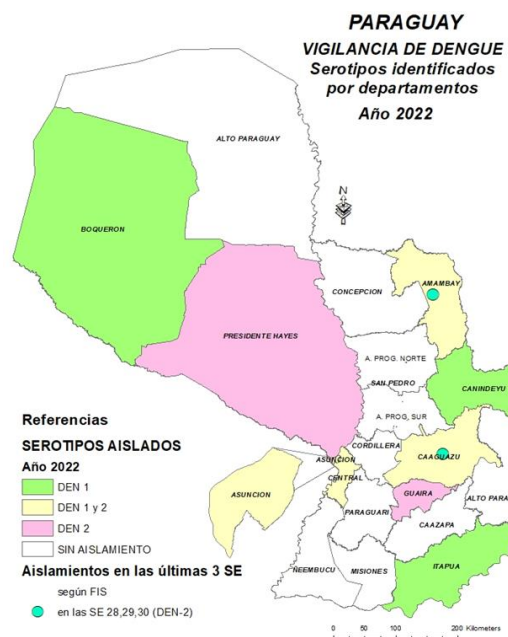 PARAGUAY
VIGILANCIA DE DENGUE
Serotipos identificados
por departamentos
Año 2022
ALTO PARAGUAY
N
BOQUERON
AMAMBAY
CONCEPCION
PRESIDENTE HAYES
A. PROG. NORTE
SAN PEDRO
CANINDEYU
A. PROG. SUR
CORDILLERA
CAAGUAZU
ASUNCION
CENTRAL
ASUNCION
GUAIRA
ALTO PARA
PARAGUARI
CAAZAPA
ÑEEMBUCU
MISIONES
ITAPUA
Referencias
SEROTIPOS AISLADOS
Año 2022
DEN 1
DEN 1 y 2
DEN 2
SIN AISLAMIENTO
Aislamientos en las últimas 3 SE
según FIS
en las SE 28,29,30 (DEN-2)
0 50 100 200 Kilometers